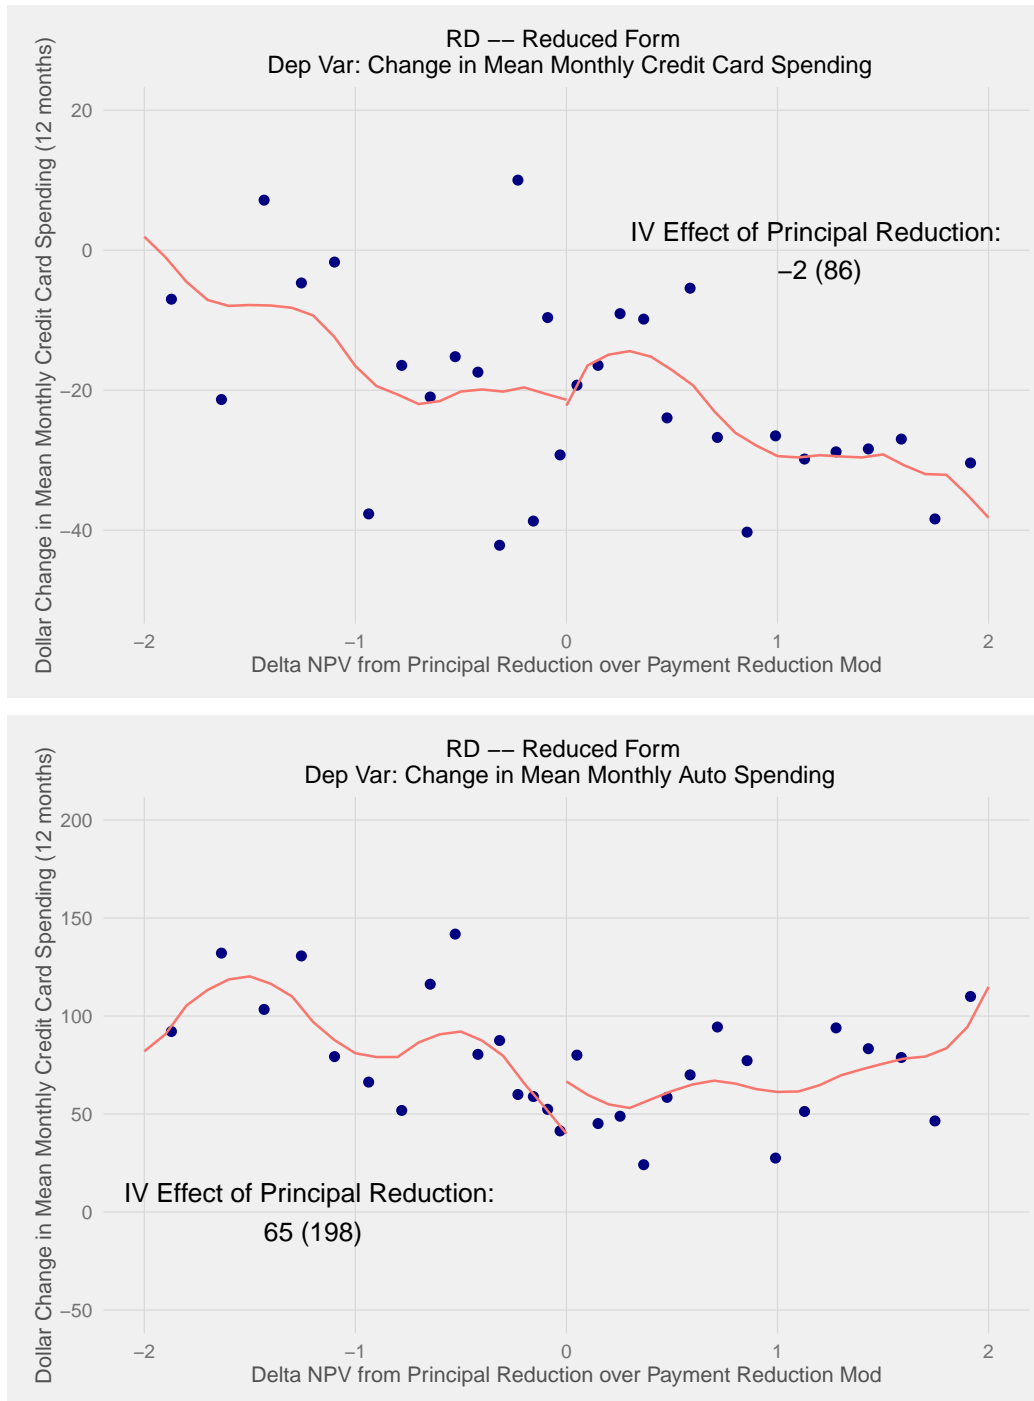 RD −− Reduced Form
Dep Var: Change in Mean Monthly Credit Card Spending
Dollar Change in Mean Monthly Credit Card Spending (12 months)
20
0
−20
−40
IV Effect of Principal Reduction:
−2 (86)
−2
−1
0
1
2
Delta NPV from Principal Reduction over Payment Reduction Mod
RD −− Reduced Form
Dep Var: Change in Mean Monthly Auto Spending
Dollar Change in Mean Monthly Credit Card Spending (12 months)
200
150
100
50
0
−50
IV Effect of Principal Reduction:
65 (198)
−2
−1
0
1
2
Delta NPV from Principal Reduction over Payment Reduction Mod